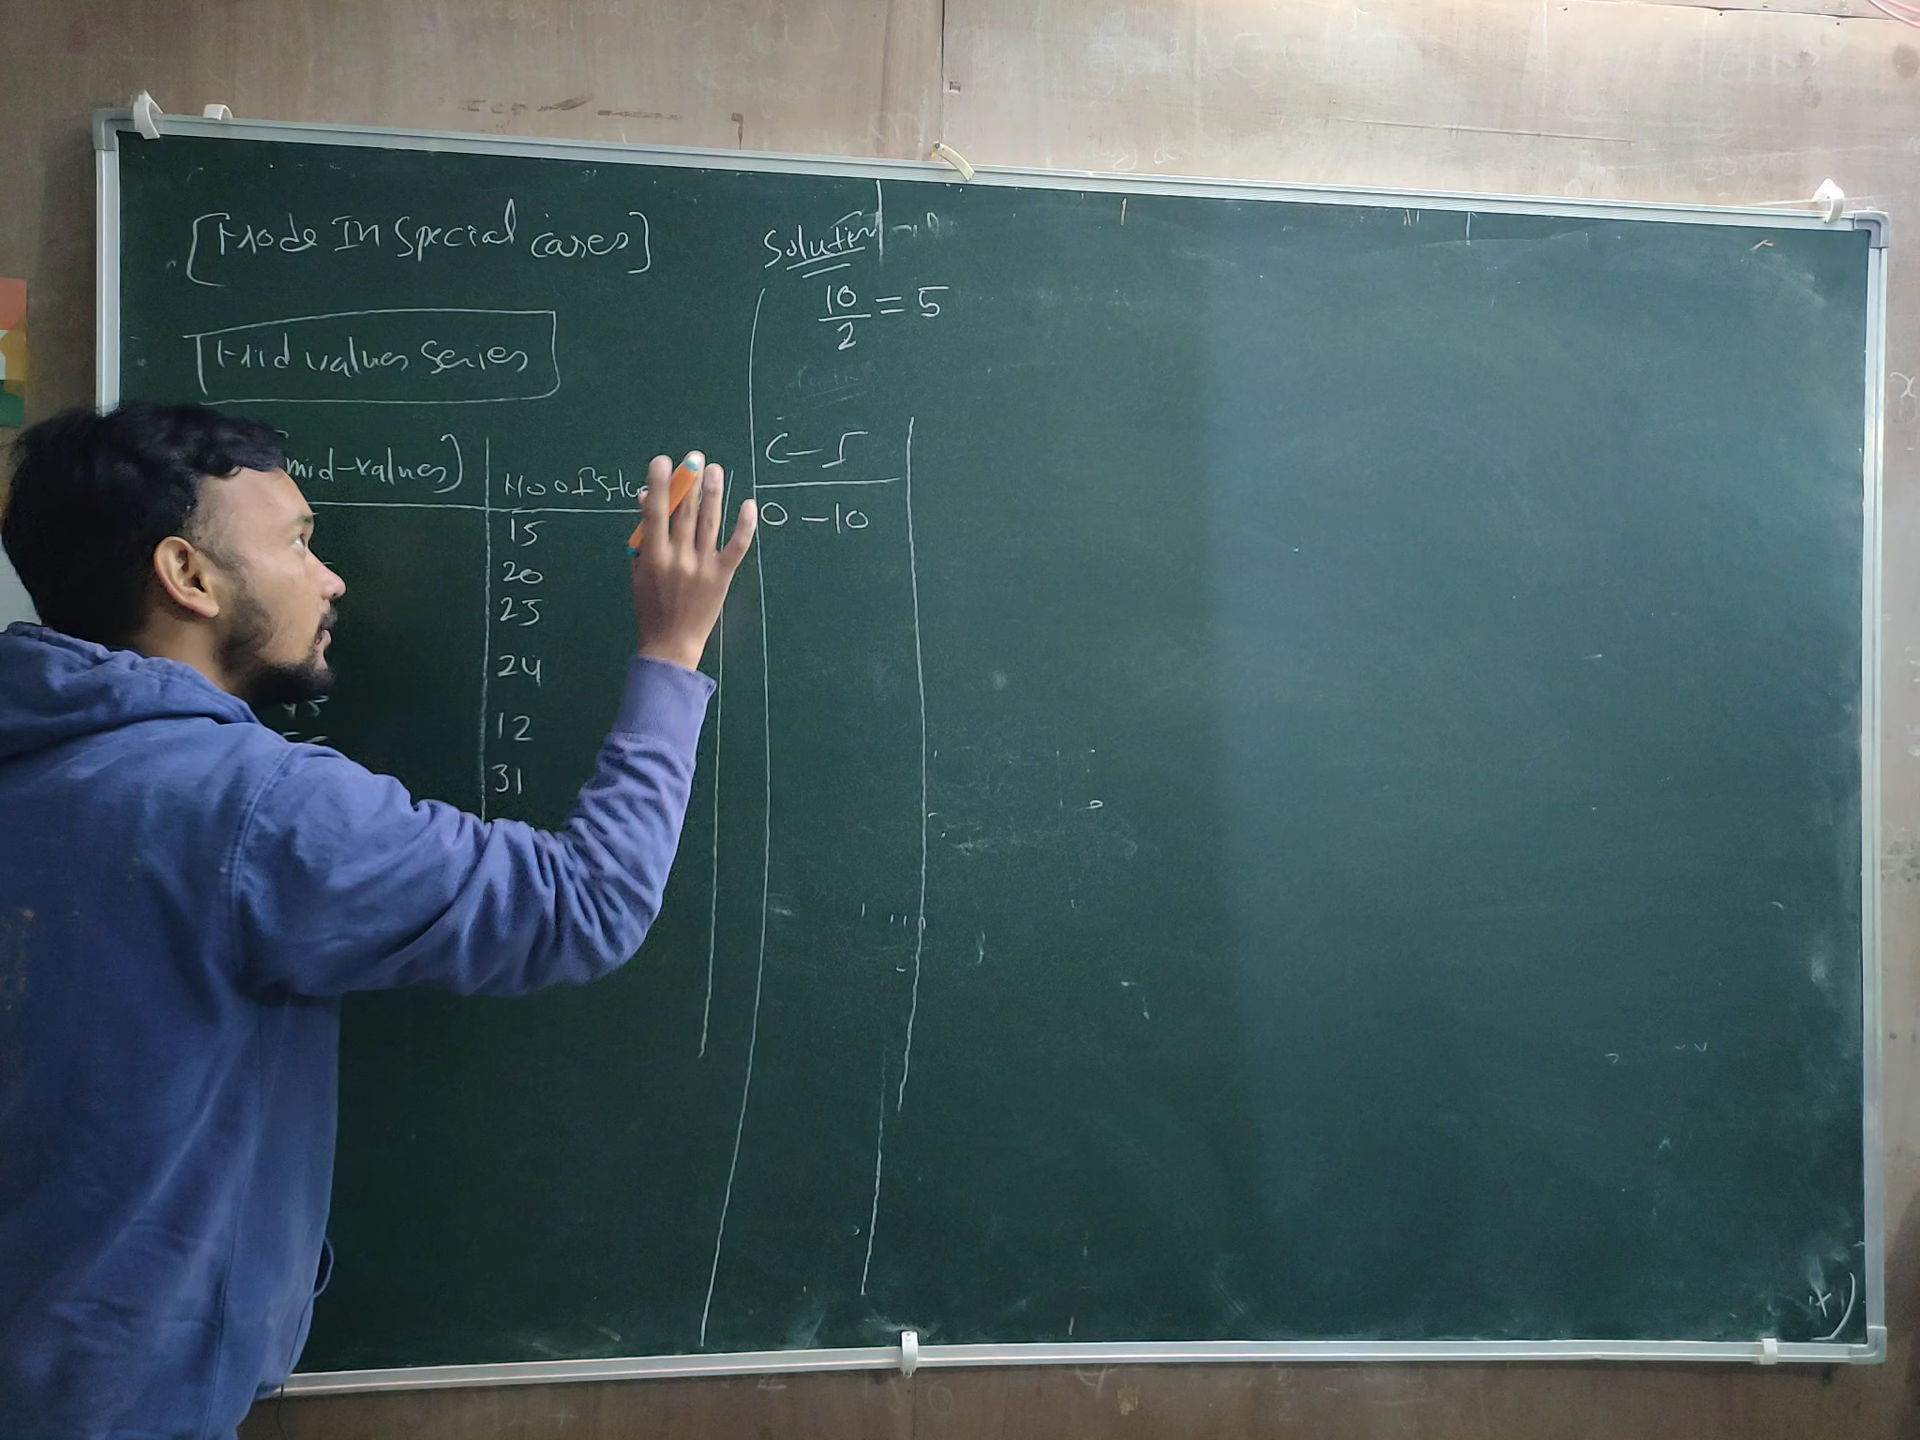 [Mode In Special cases]
Mid values series
mid-values) No of Stu
15
20
25
24
45 12
31
Solution
10/2 = 5
C-I
0-10